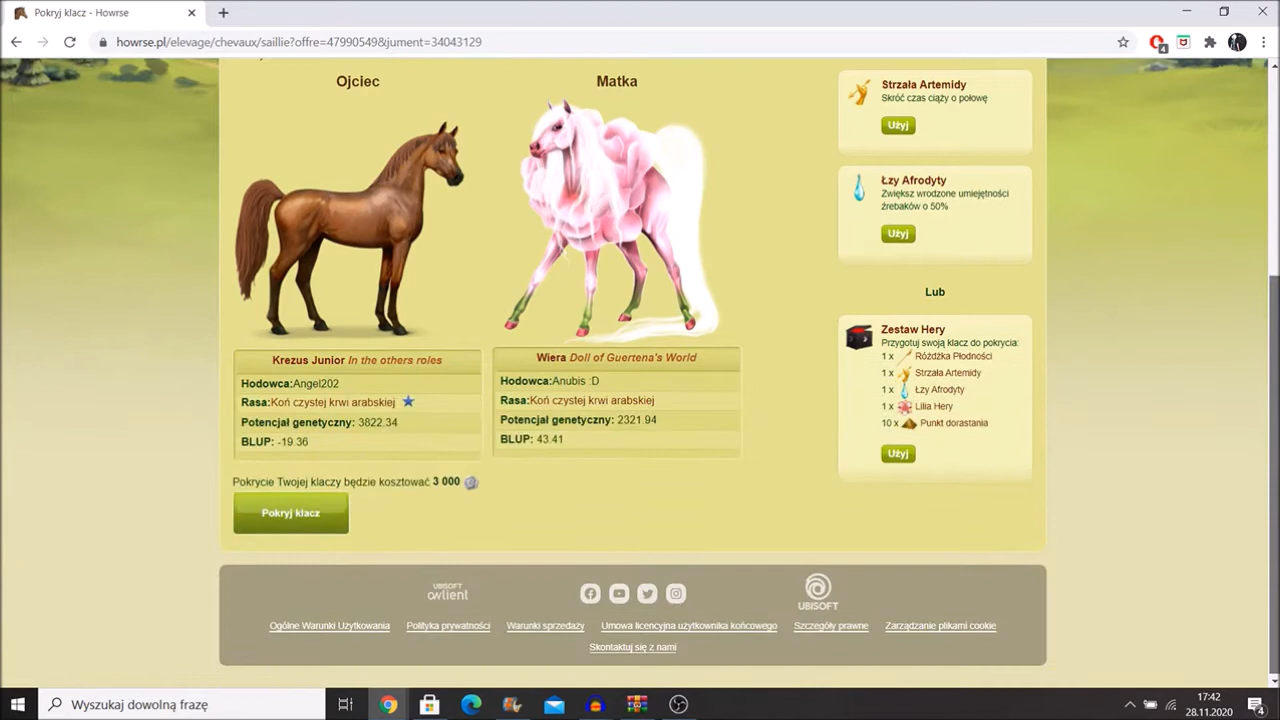 Pokryj klacz - Howrse
howrse.pl/elevage/chevaux/saillie?offre=47990549&jument=34043129
4
Ojciec
Matka
Krezus Junior In the others roles
Hodowca:Angel202
Rasa:Koń czystej krwi arabskiej
Potencjał genetyczny: 3822.34
BLUP: -19.36
Wiera Doll of Guertena's World
Hodowca:Anubis :D
Rasa:Koń czystej krwi arabskiej
Potencjał genetyczny: 2321.94
BLUP: 43.41
Pokrycie Twojej klaczy będzie kosztować 3 000
Pokryj klacz
Strzała Artemidy
Skróć czas ciąży o połowę
Użyj
Łzy Afrodyty
Zwiększ wrodzone umiejętności
źrebaków o 50%
Użyj
Lub
Zestaw Hery
Przygotuj swoją klacz do pokrycia:
1 x Różdżka Płodności
1 x Strzała Artemidy
1 x Łzy Afrodyty
1 x Lilia Hery
10 x Punkt dorastania
Użyj
UBISOFT
owlient
UBISOFT
Ogólne Warunki Użytkowania Polityka prywatności Warunki sprzedaży Umowa licencyjna użytkownika końcowego Szczegóły prawne Zarządzanie plikami cookie
Skontaktuj się z nami
Wyszukaj dowolną frazę
17:42
28.11.2020
4